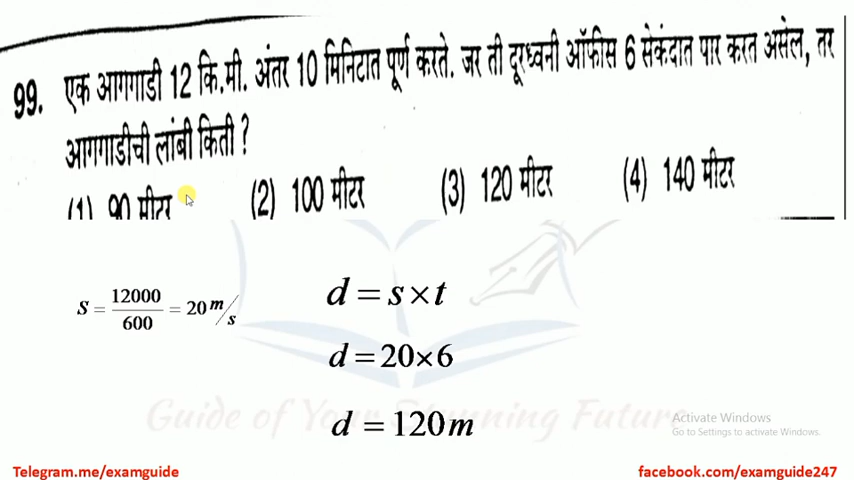 99. एक आगगाडी 12 कि.मी. अंतर 10 मिनिटात पूर्ण करते. जर ती दूरध्वनी ऑफीस 6 सेकंदात पार करत असेल, तर
आगगाडीची लांबी किती ?
(1) 90 मीटर (2) 100 मीटर (3) 120 मीटर (4) 140 मीटर
S = 12000/600 = 20 m/s
d = s × t
d = 20 × 6
d = 120 m
Guide of Your Stunning Future
Activate Windows
Go to Settings to activate Windows.
Telegram.me/examguide facebook.com/examguide247